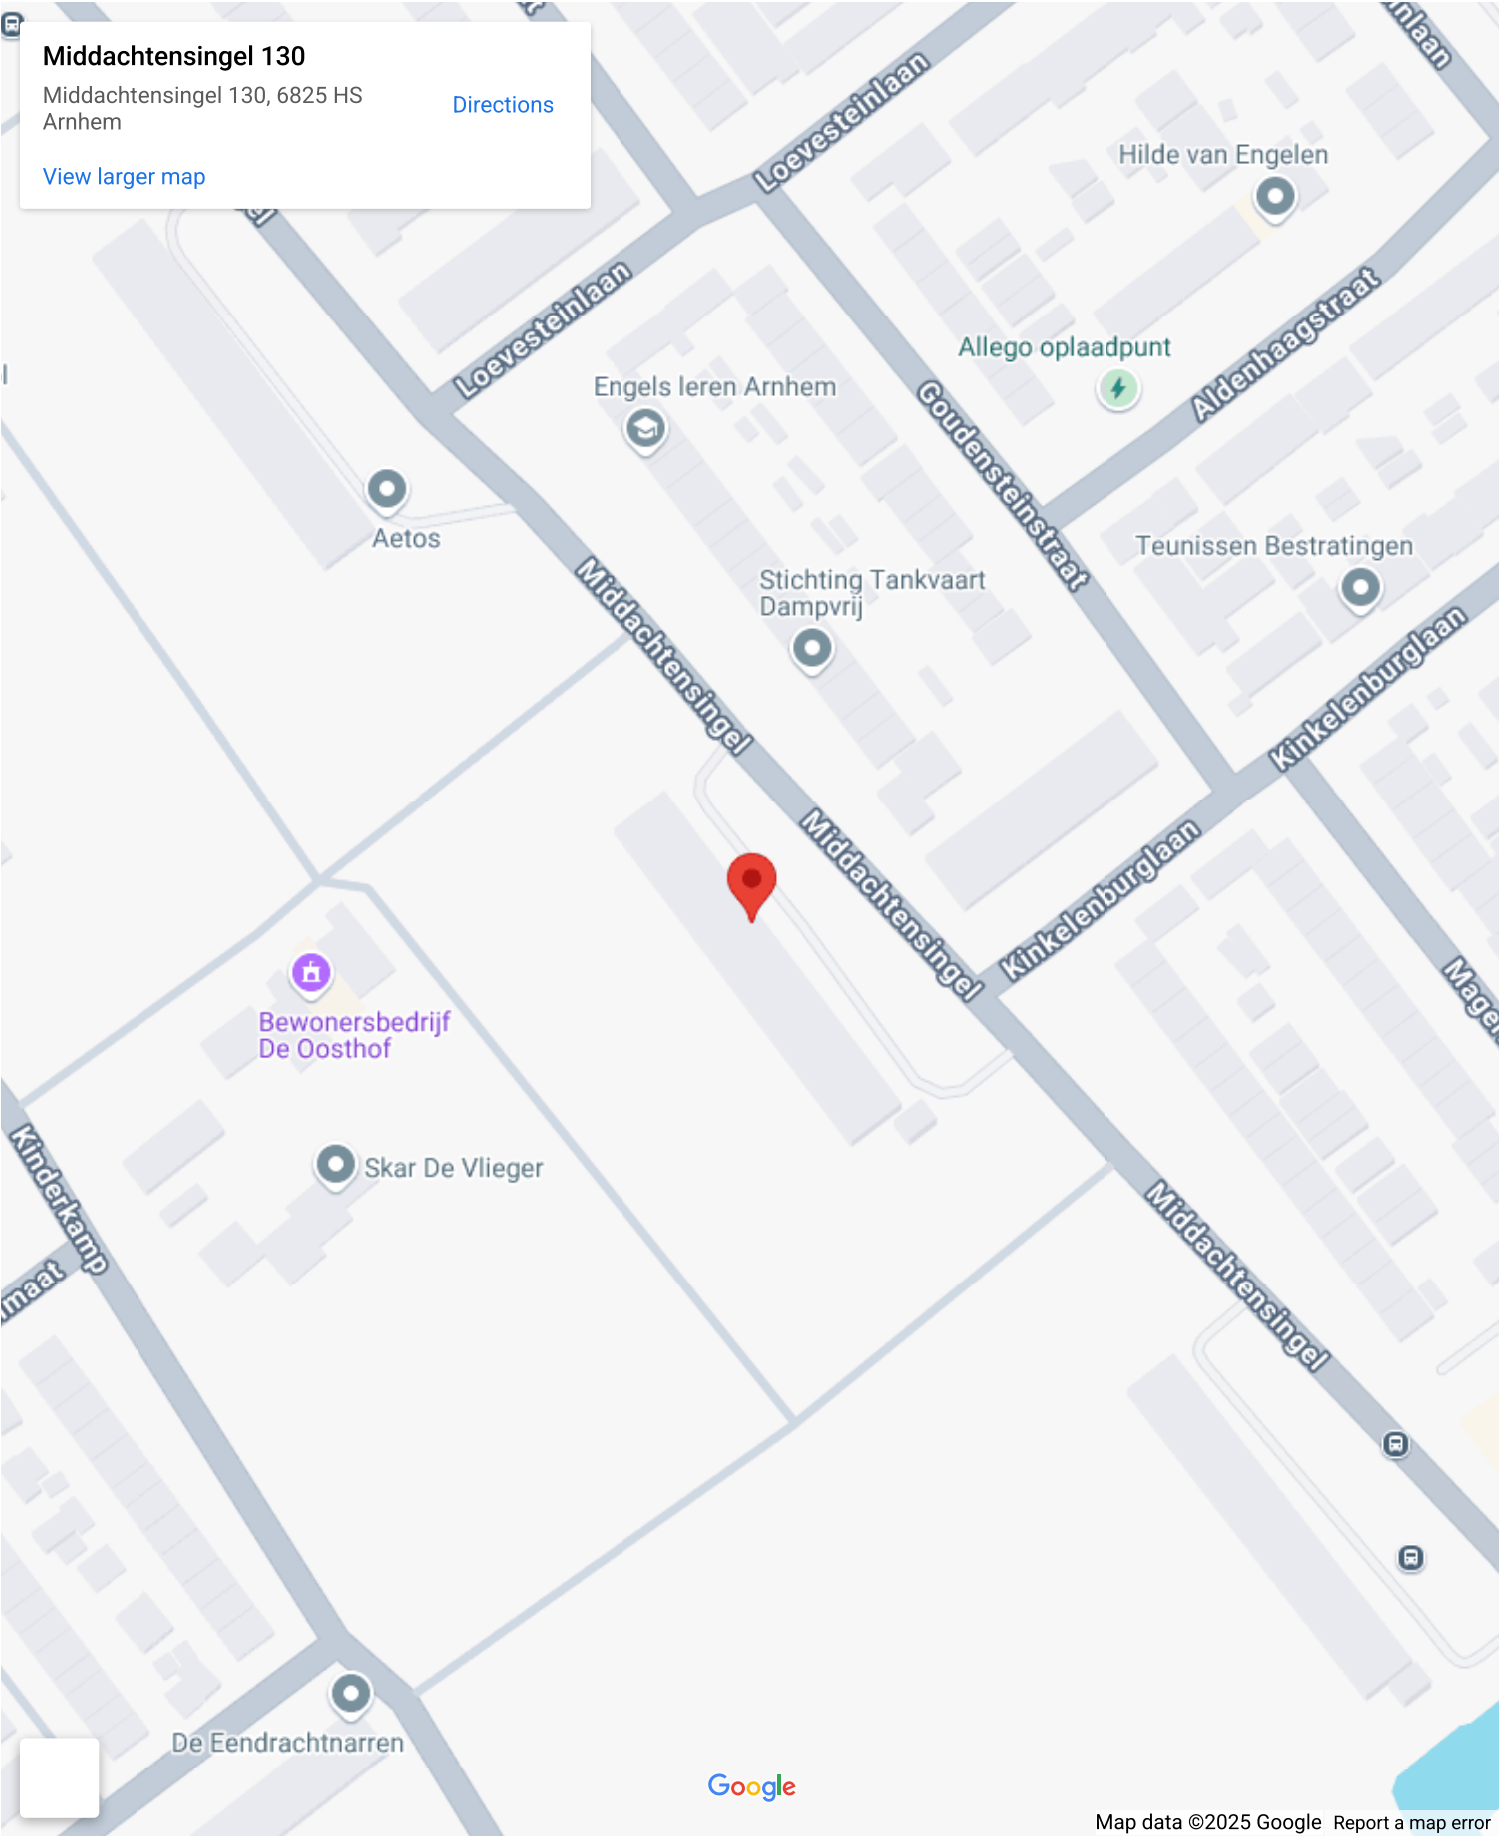 Middachtensingel 130
Middachtensingel 130, 6825 HS
Arnhem
Directions
View larger map
Loevesteinlaan
Hilde van Engelen
Loevesteinlaan
Aldenhaagstraat
Allego oplaadpunt
Engels leren Arnhem
Goudensteinstraat
Aetos
Teunissen Bestratingen
Stichting Tankvaart
Dampvrij
Middachtensingel
Kinkelenburglaan
Middachtensingel
Kinkelenburglaan
Bewonersbedrijf
De Oosthof
Kinderkamp
Skar De Vlieger
Middachtensingel
De Eendrachtnarren
Google
Map data ©2025 Google
Report a map error